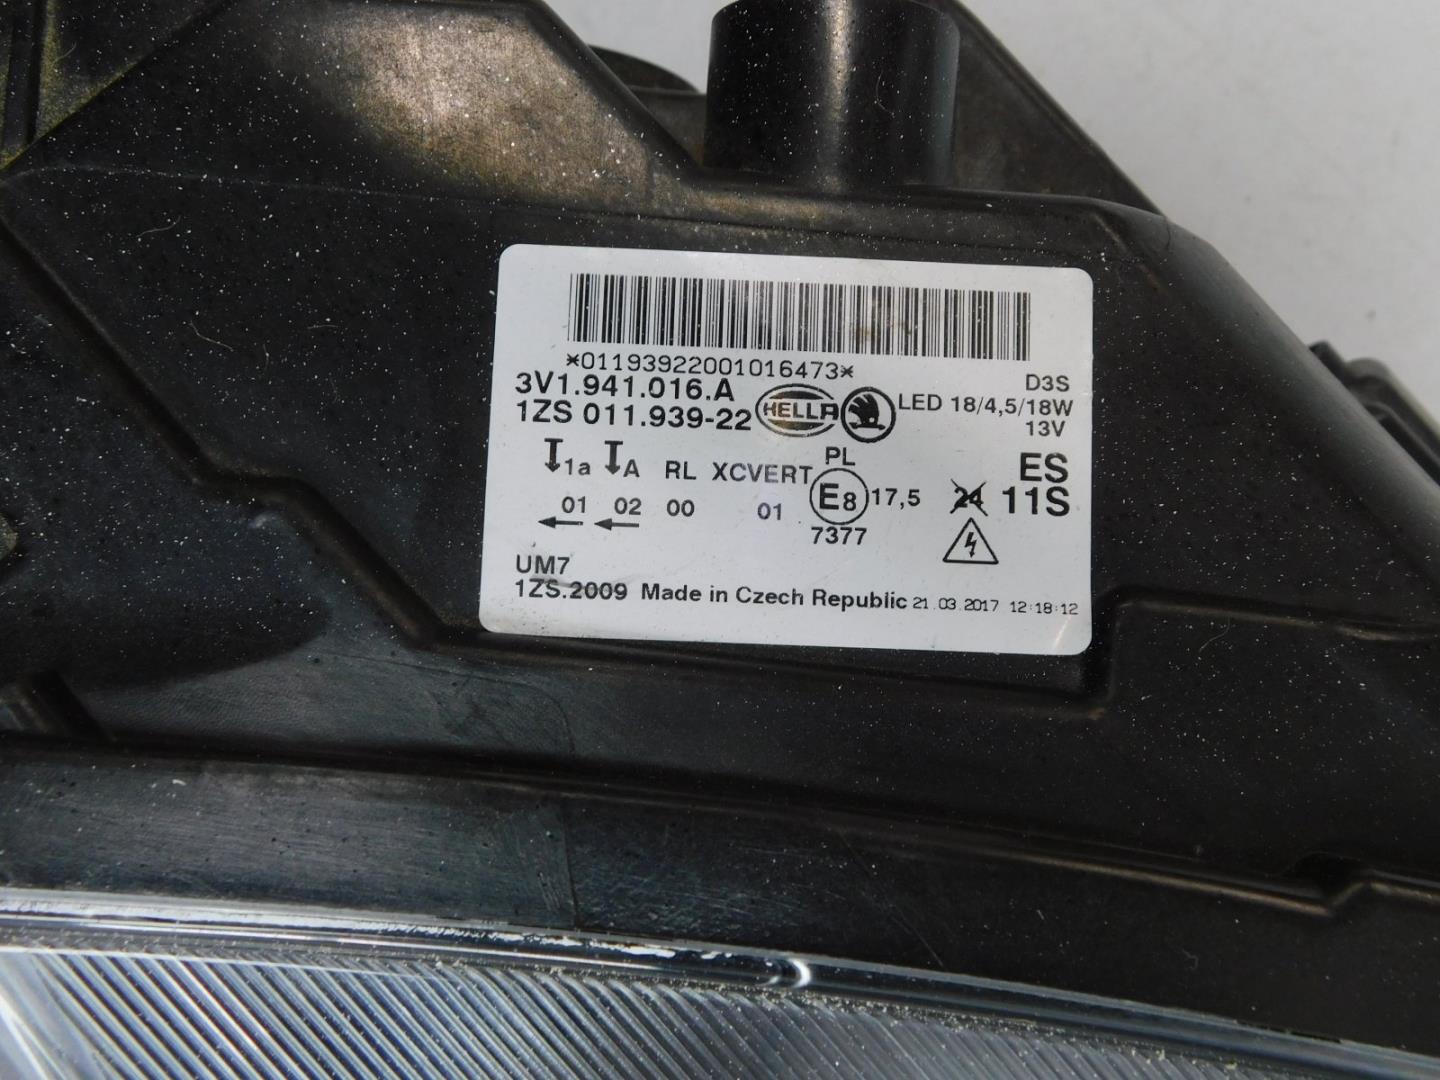 *011939220010​16473*
3V1.941.016.A
1ZS 011.939-22
HELLA
D3S
LED 18/4,5/18W
13V
1a A RL XCVERT PL
01 02 00 01 E8 17,5
7377
ES
24 11S
UM7
1ZS.2009 Made in Czech Republic 21.03.2017 12:18:12